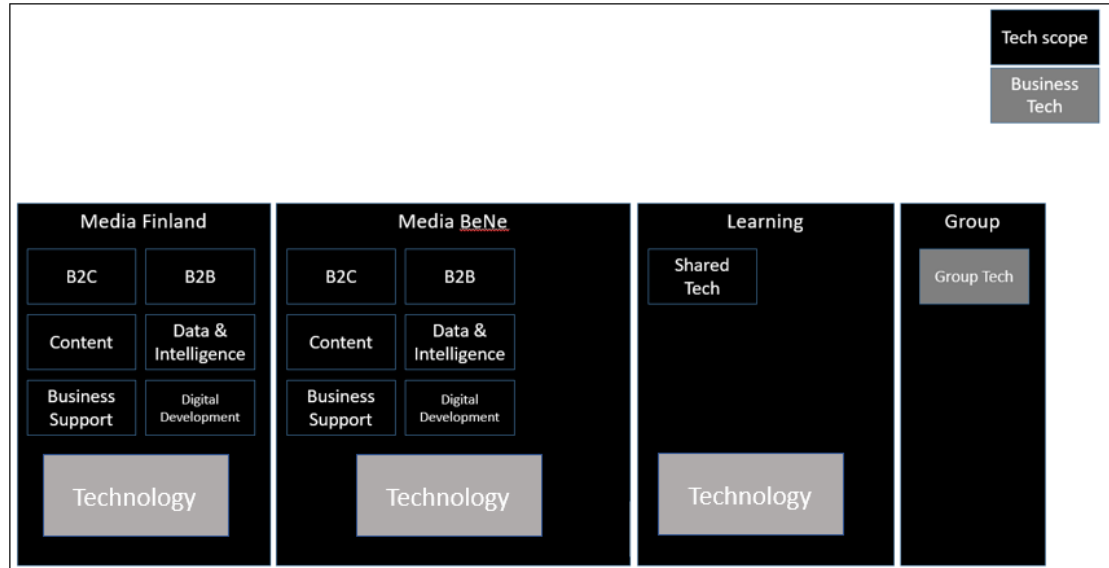 Tech scope
Business
Tech
Media Finland
B2C
B2B
Content
Data &
Intelligence
Business
Support
Digital
Development
Technology
Media BeNe
B2C
B2B
Content
Data &
Intelligence
Business
Support
Digital
Development
Technology
Learning
Shared
Tech
Technology
Group
Group Tech